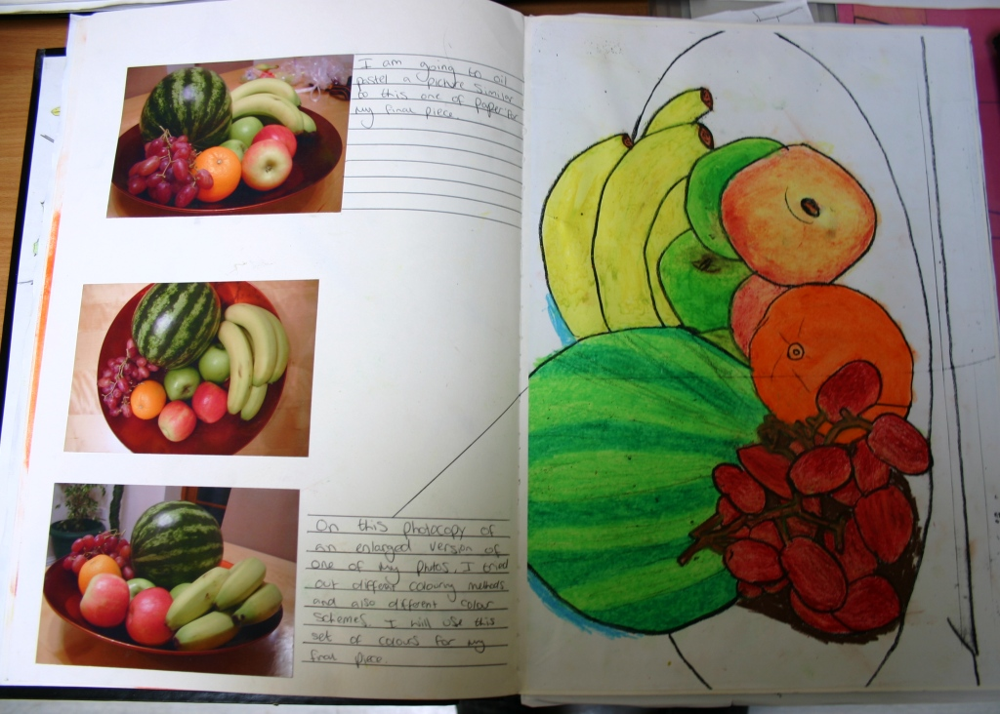 I am going to oil
pastel a picture similar
to this one of paper for
my final piece.
On this photocopy of
an enlarged version of
one of my photos, I tried
out different colouring methods
and also different colour
schemes. I will use this
set of colours for my
final piece.